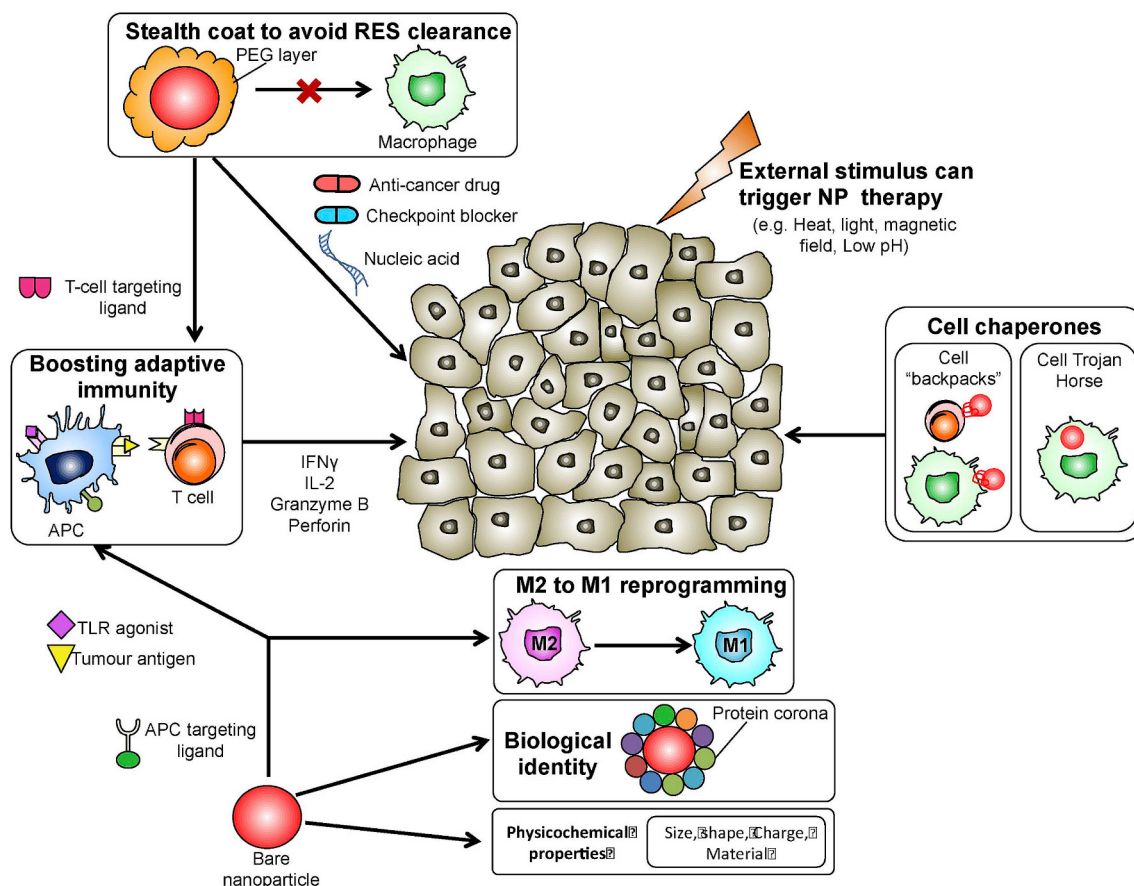 Stealth coat to avoid RES clearance
PEG layer
Macrophage
Anti-cancer drug
Checkpoint blocker
Nucleic acid
External stimulus can
trigger NP therapy
(e.g. Heat, light, magnetic
field, Low pH)
T-cell targeting
ligand
Boosting adaptive
immunity
T cell
APC
IFNγ
IL-2
Granzyme B
Perforin
Cell chaperones
Cell
“backpacks”
Cell Trojan
Horse
TLR agonist
Tumour antigen
APC targeting
ligand
Bare
nanoparticle
M2 to M1 reprogramming
M2
M1
Biological
identity
Protein corona
Physicochemical
properties
Size, Shape, Charge,
Material